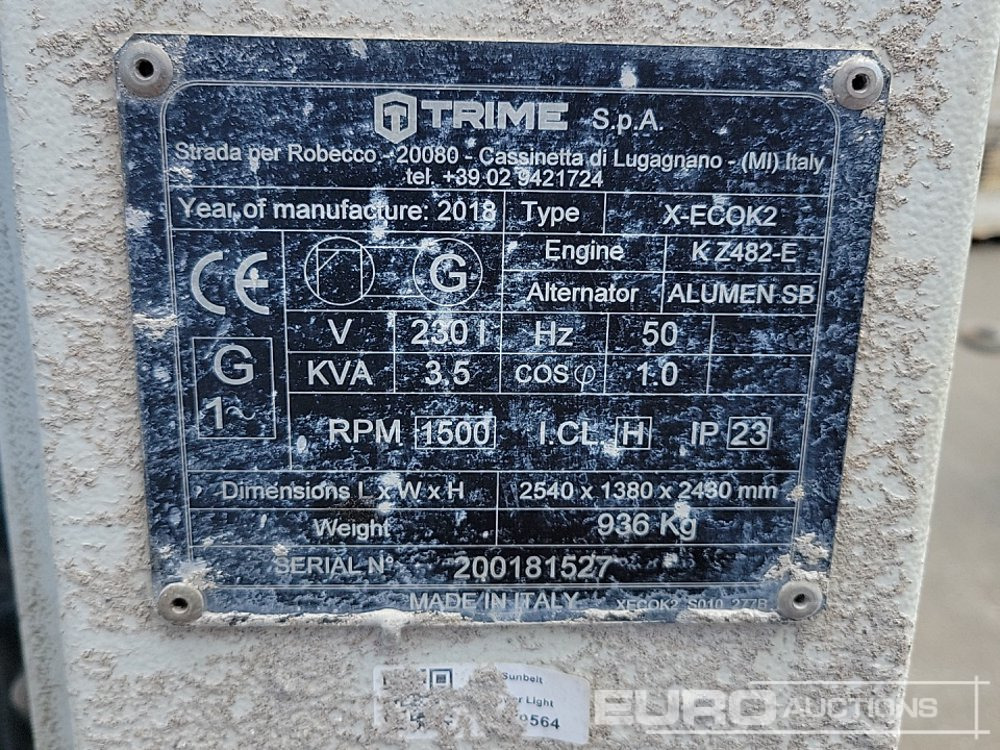 TRIME S.p.A.
Strada per Robecco - 20080 - Cassinetta di Lugagnano - (MI) Italy
tel. +39 02 9421724
Year of manufacture: 2018 Type X-ECOK2
Engine K Z482-E
CE G
Alternator ALUMEN SB
V 230 I Hz 50
G 1~
KVA 3.5 cos φ 1.0
RPM 1500 I.CL. H IP 23
Dimensions L x W x H 2540 x 1380 x 2430 mm
Weight 936 Kg
SERIAL N° 200181527
MADE IN ITALY XECOK2_S010_277B
Sunbelt
Light
564
EURO AUCTIONS